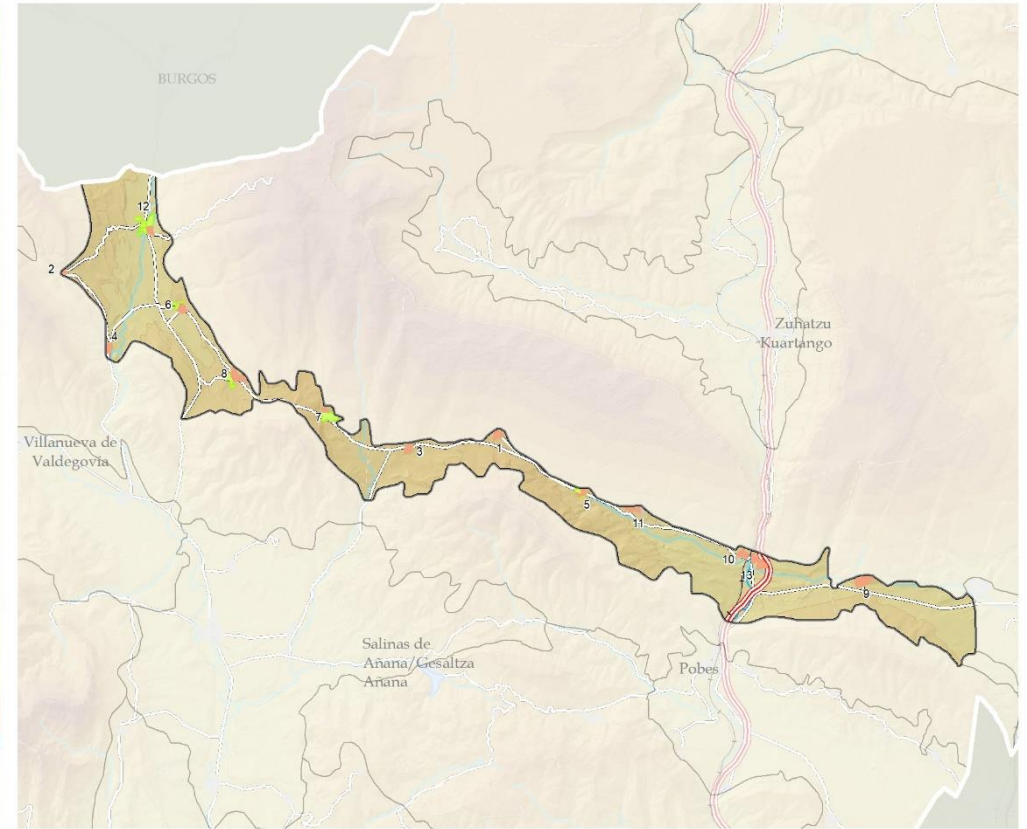 BURGOS
12
2
6
4
8
Zuhatzu
Kuartango
7
Villanueva de
Valdegovía
3
1
5
11
10
13
9
Salinas de
Añana/Gesaltza
Añana
Pobes